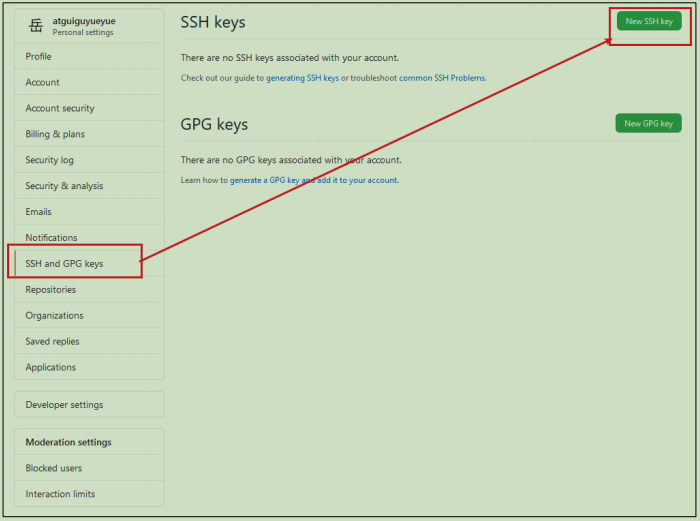 岳
atguiguyueyue
Personal settings
Profile
Account
Account security
Billing & plans
Security log
Security & analysis
Emails
Notifications
SSH and GPG keys
Repositories
Organizations
Saved replies
Applications
Developer settings
Moderation settings
Blocked users
Interaction limits
SSH keys
New SSH key
There are no SSH keys associated with your account.
Check out our guide to generating SSH keys or troubleshoot common SSH Problems.
GPG keys
New GPG key
There are no GPG keys associated with your account.
Learn how to generate a GPG key and add it to your account.